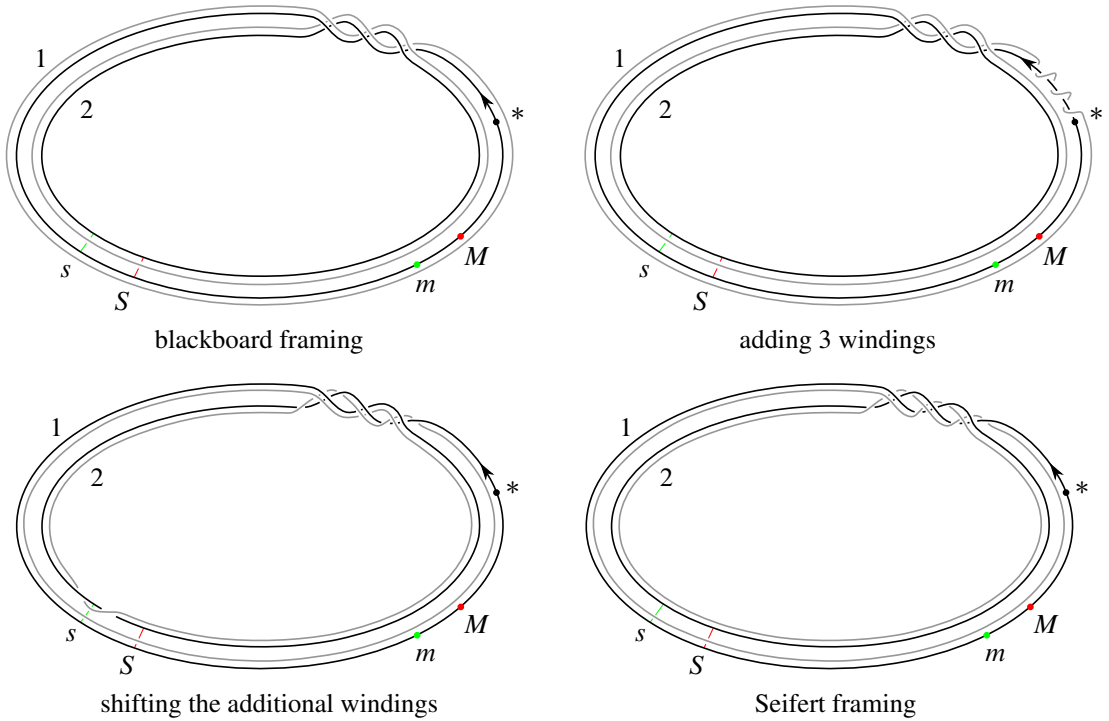 1
2
*
s
S
m
M
blackboard framing
1
2
*
s
S
m
M
adding 3 windings
1
2
*
s
S
m
M
shifting the additional windings
1
2
*
s
S
m
M
Seifert framing